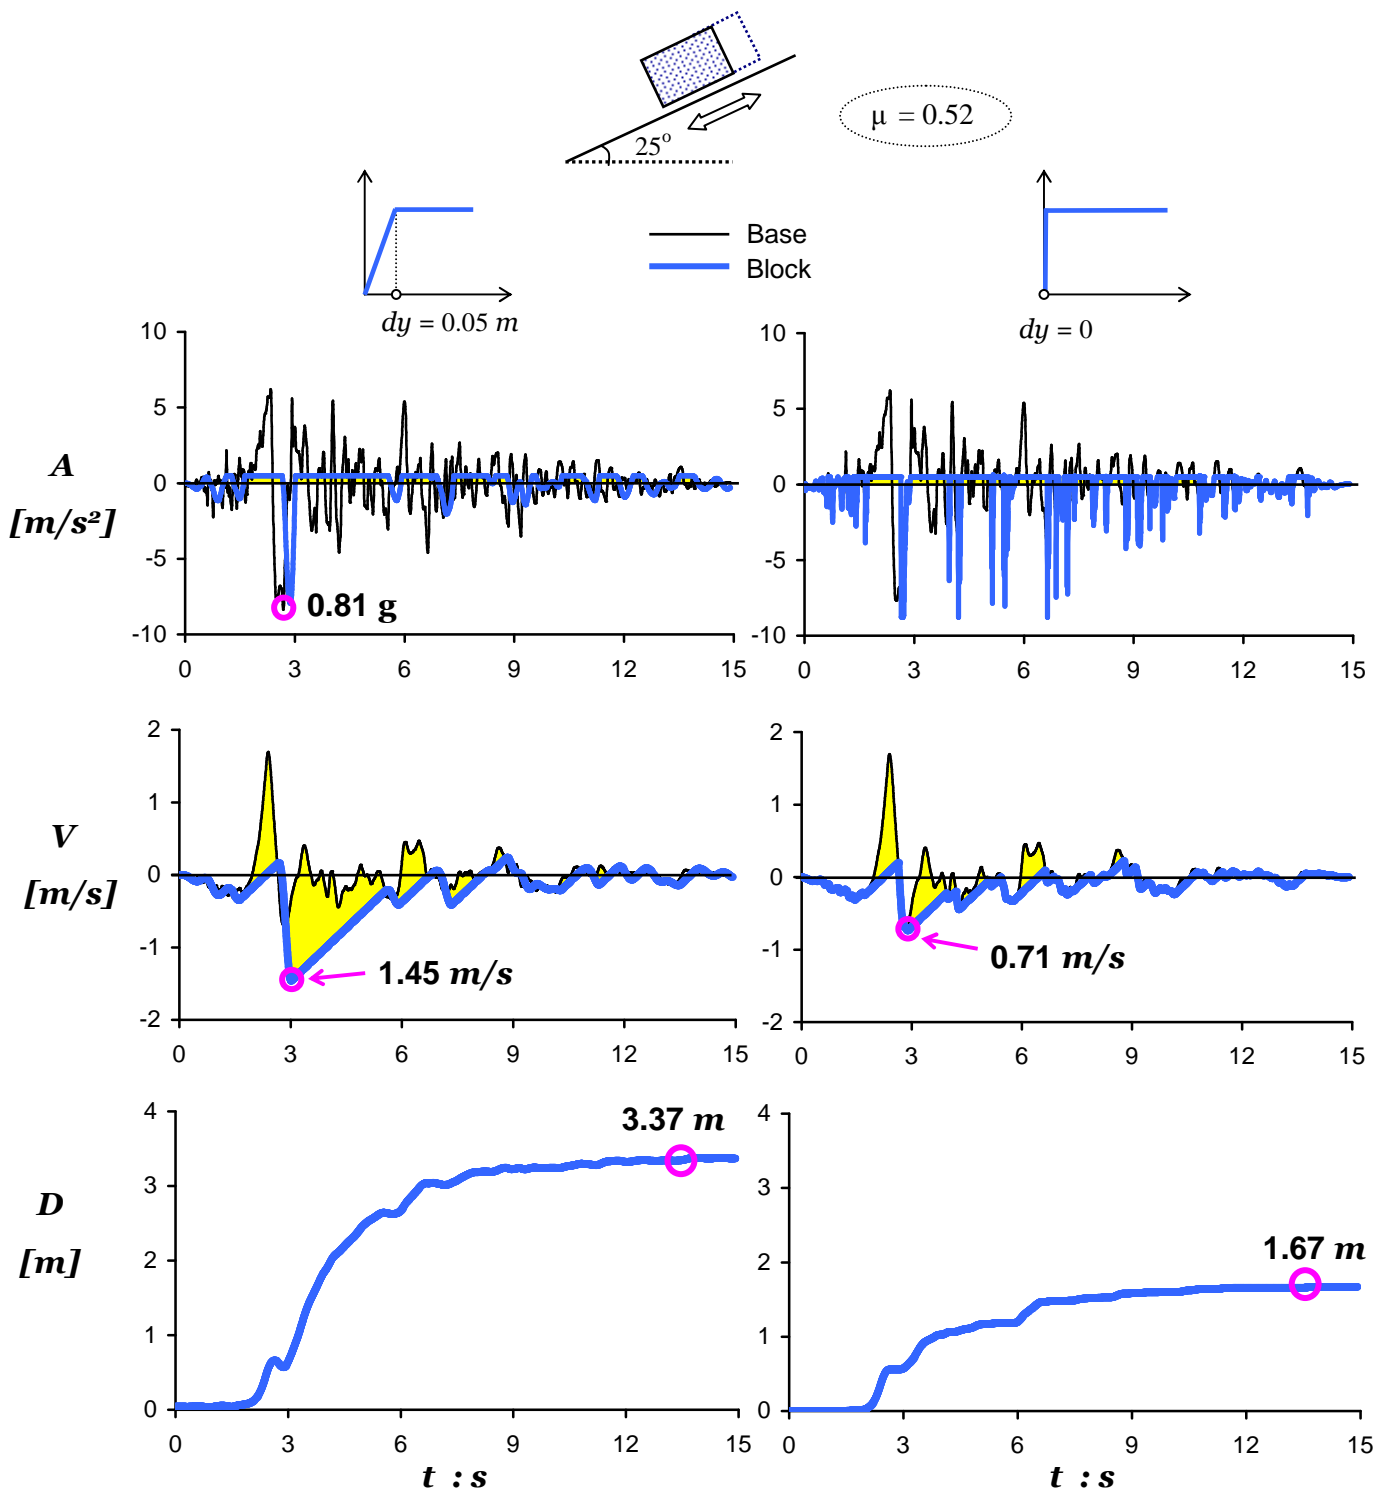 μ = 0.52
25°
Base
Block
dy = 0.05 m
dy = 0
10
5
0
-5
-10
A
[m/s²]
0.81 g
0 3 6 9 12 15
10
5
0
-5
-10
0 3 6 9 12 15
2
1
0
-1
-2
V
[m/s]
1.45 m/s
0 3 6 9 12 15
2
1
0
-1
-2
0.71 m/s
0 3 6 9 12 15
4
3
2
1
0
D
[m]
3.37 m
0 3 6 9 12 15
t : s
4
3
2
1
0
1.67 m
0 3 6 9 12 15
t : s